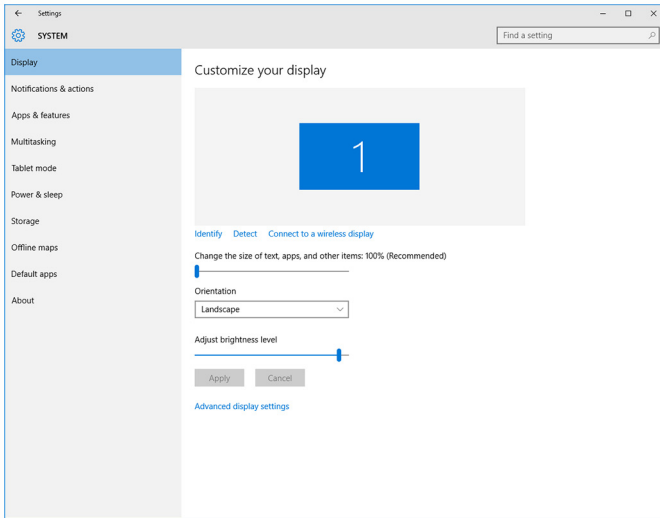 Settings
SYSTEM
Find a setting
Display
Notifications & actions
Apps & features
Multitasking
Tablet mode
Power & sleep
Storage
Offline maps
Default apps
About
Customize your display
1
Identify Detect Connect to a wireless display
Change the size of text, apps, and other items: 100% (Recommended)
Orientation
Landscape
Adjust brightness level
Apply Cancel
Advanced display settings